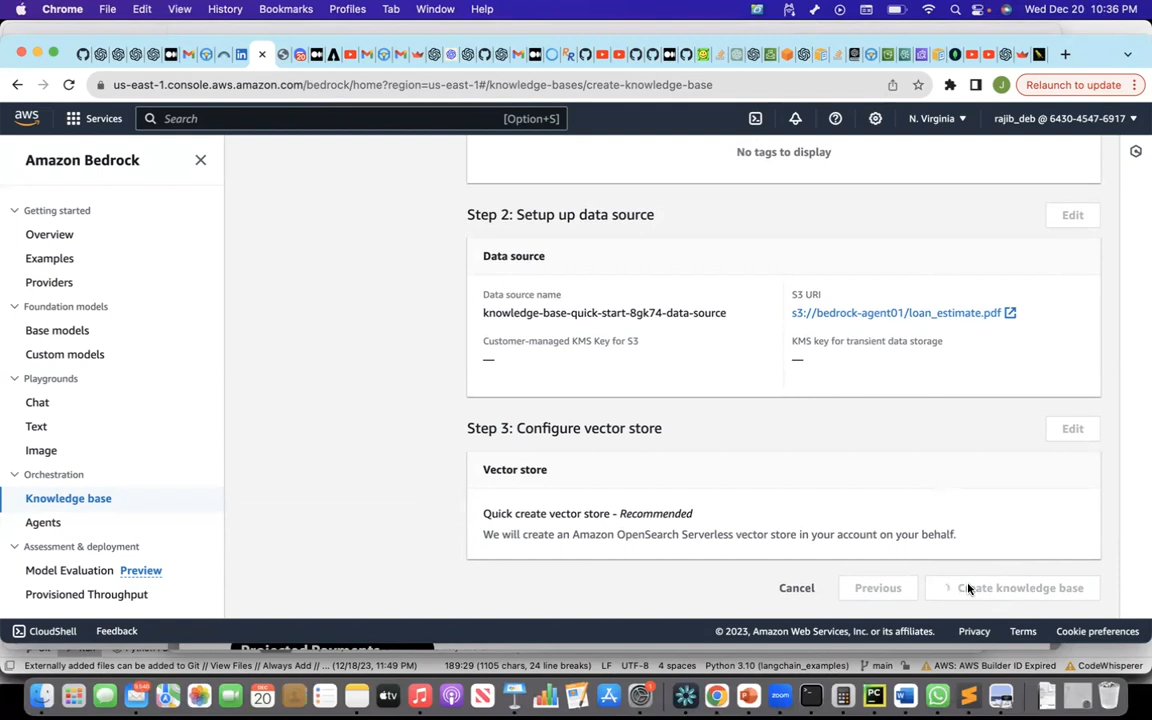 Chrome File Edit View History Bookmarks Profiles Tab Window Help Wed Dec 20 10:36 PM
us-east-1.console.aws.amazon.com/bedrock/home?region=us-east-1#/knowledge-bases/create-knowledge-base J Relaunch to update
aws Services Search [Option+S] N. Virginia rajib_deb @ 6430-4547-6917
Amazon Bedrock
Getting started
Overview
Examples
Providers
Foundation models
Base models
Custom models
Playgrounds
Chat
Text
Image
Orchestration
Knowledge base
Agents
Assessment & deployment
Model Evaluation Preview
Provisioned Throughput
No tags to display
Step 2: Setup up data source Edit
Data source
Data source name
knowledge-base-quick-start-8gk74-data-source
S3 URI
s3://bedrock-agent01/loan_estimate.pdf
Customer-managed KMS Key for S3
—
KMS key for transient data storage
—
Step 3: Configure vector store Edit
Vector store
Quick create vector store - Recommended
We will create an Amazon OpenSearch Serverless vector store in your account on your behalf.
Cancel Previous Create knowledge base
CloudShell Feedback © 2023, Amazon Web Services, Inc. or its affiliates. Privacy Terms Cookie preferences
Externally added files can be added to Git // View Files // Always Add ... (12/18/23, 11:49 PM) 189:29 (1105 chars, 24 line breaks) LF UTF-8 4 spaces Python 3.10 (langchain_examples) main AWS: AWS Builder ID Expired CodeWhisperer